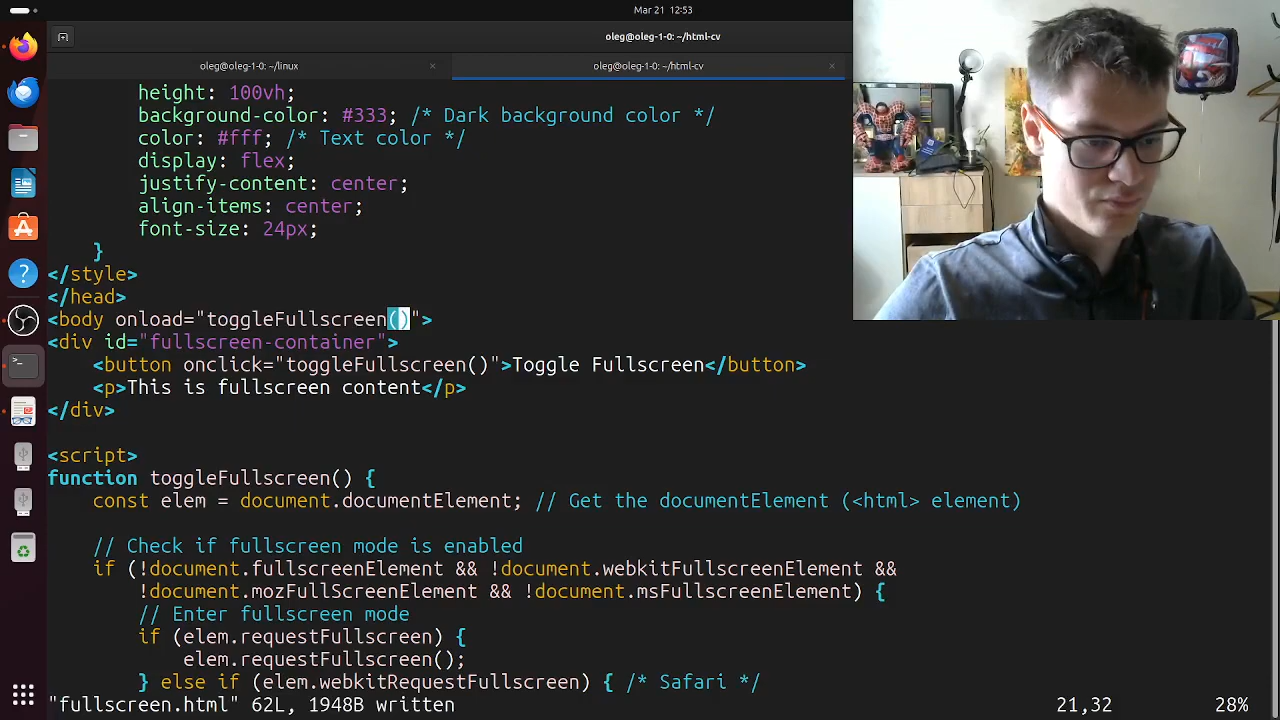 Mar 21 12:53
oleg@oleg-1-0: ~/html-cv
oleg@oleg-1-0: ~/linux
oleg@oleg-1-0: ~/html-cv
height: 100vh;
background-color: #333; /* Dark background color */
color: #fff; /* Text color */
display: flex;
justify-content: center;
align-items: center;
font-size: 24px;
}
</style>
</head>
<body onload="toggleFullscreen()">
<div id="fullscreen-container">
<button onclick="toggleFullscreen()">Toggle Fullscreen</button>
<p>This is fullscreen content</p>
</div>
<script>
function toggleFullscreen() {
const elem = document.documentElement; // Get the documentElement (<html> element)
// Check if fullscreen mode is enabled
if (!document.fullscreenElement && !document.webkitFullscreenElement &&
!document.mozFullScreenElement && !document.msFullscreenElement) {
// Enter fullscreen mode
if (elem.requestFullscreen) {
elem.requestFullscreen();
} else if (elem.webkitRequestFullscreen) { /* Safari */
"fullscreen.html" 62L, 1948B written 21,32 28%